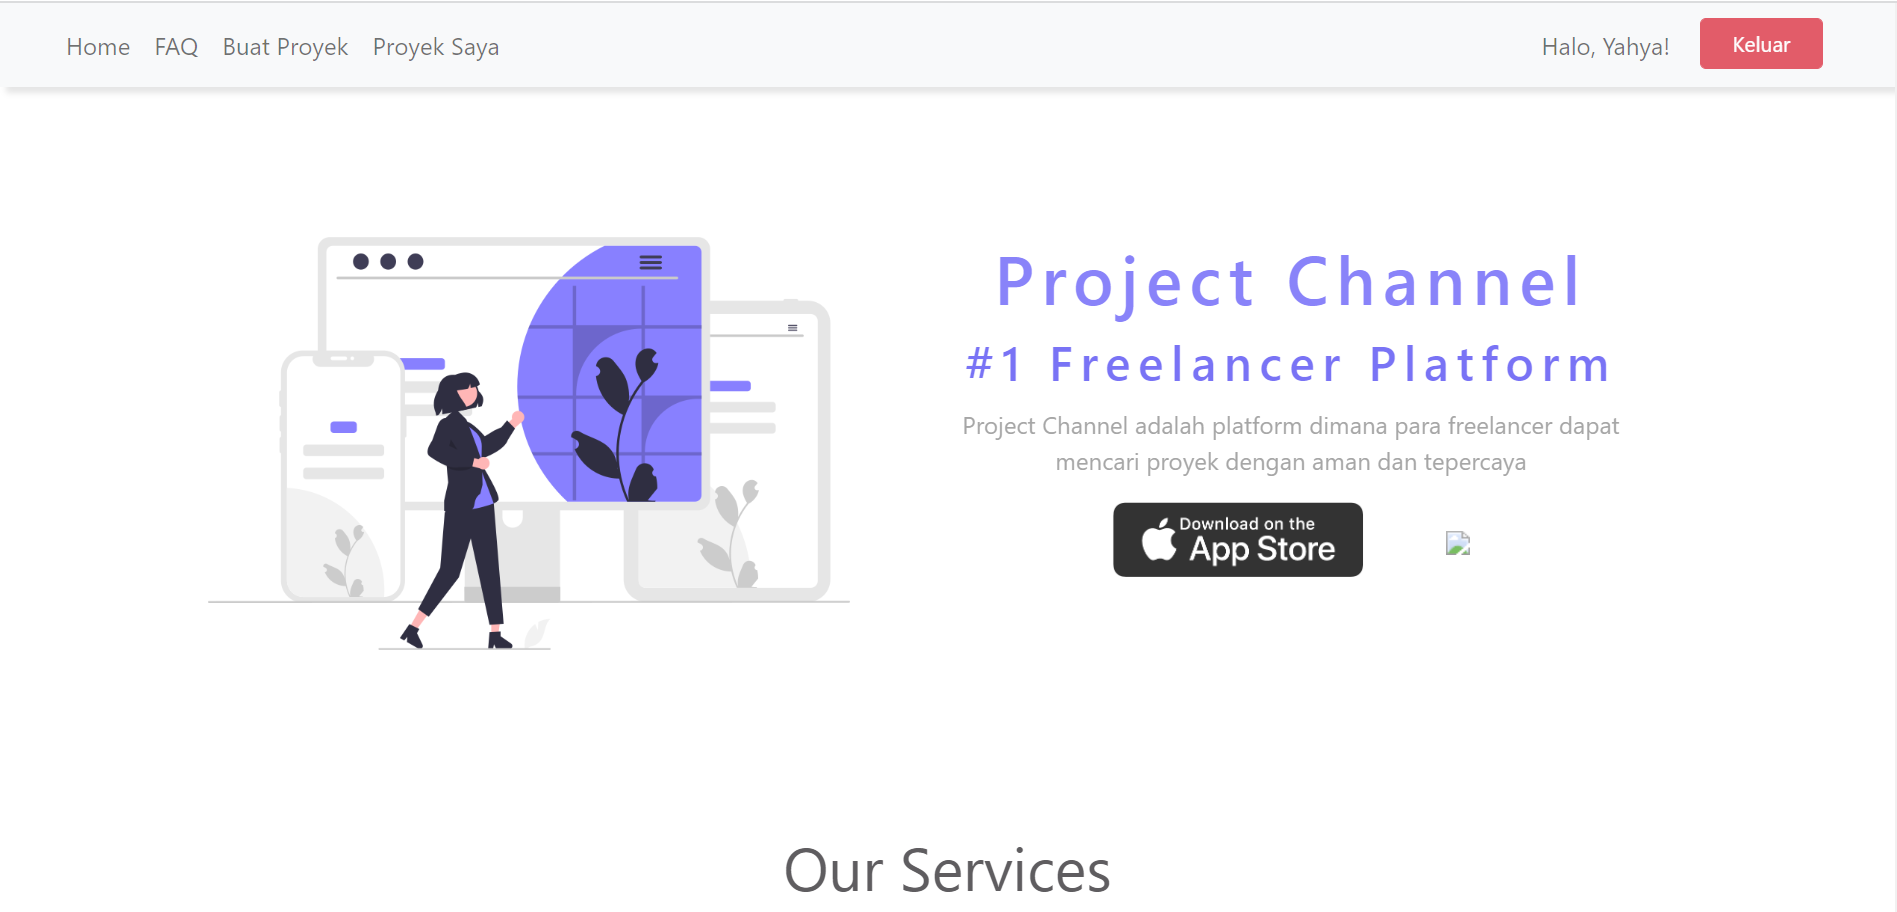 Home FAQ Buat Proyek Proyek Saya Halo, Yahya! Keluar
Project Channel
#1 Freelancer Platform
Project Channel adalah platform dimana para freelancer dapat
mencari proyek dengan aman dan tepercaya
Download on the
App Store
Our Services